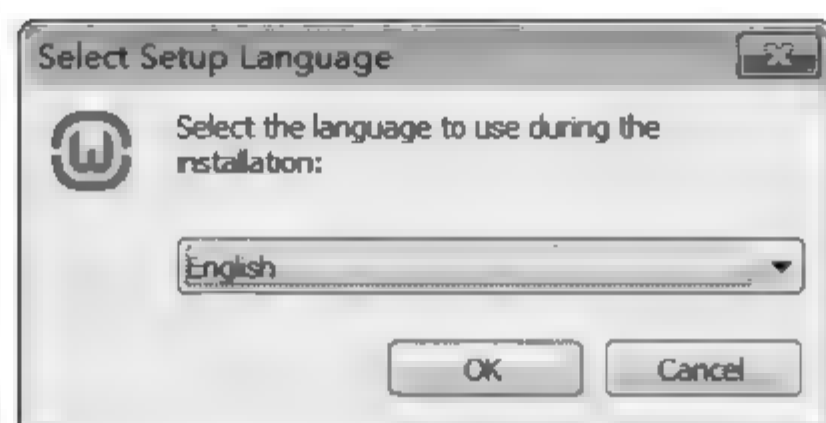 Select Setup Language
W
Select the language to use during the
installation:
English
OK
Cancel